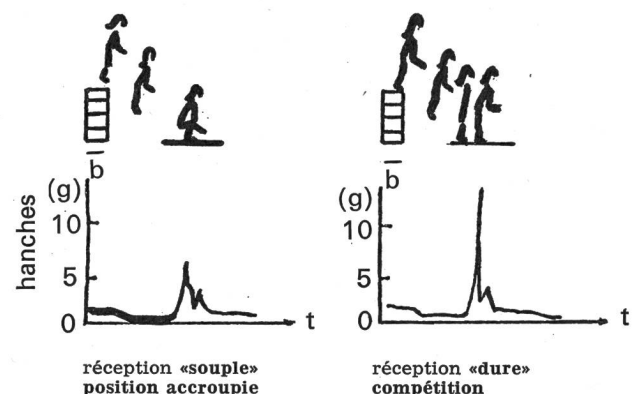 b
(g)
10
5
0
hanches
t
réception «souple»
position accroupie
b
(g)
10
5
0
t
réception «dure»
compétition